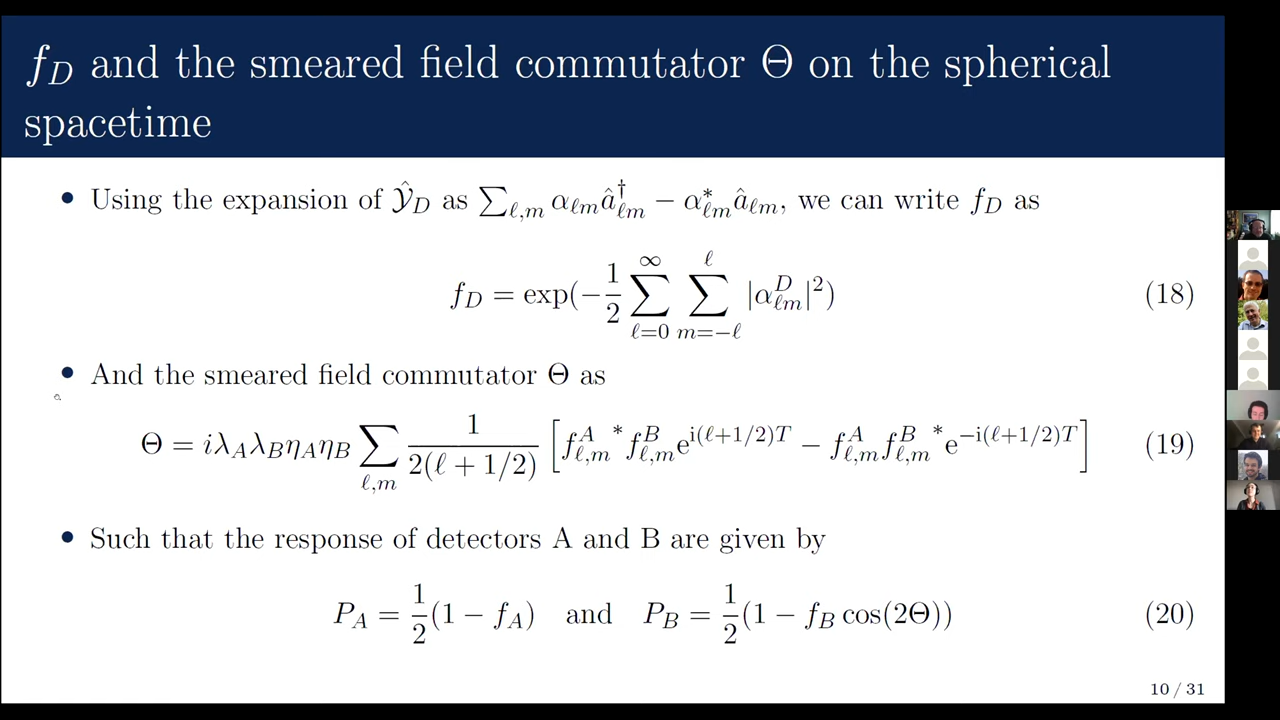 f_D and the smeared field commutator Θ on the spherical
spacetime
• Using the expansion of 𝒴̂_D as ∑_{ℓ,m} α_{ℓm} â†_{ℓm} − α*_{ℓm} â_{ℓm}, we can write f_D as
f_D = exp(−1/2 ∑_{ℓ=0}^{∞} ∑_{m=−ℓ}^{ℓ} |α^D_{ℓm}|²) (18)
• And the smeared field commutator Θ as
Θ = iλ_Aλ_Bη_Aη_B ∑_{ℓ,m} 1/(2(ℓ + 1/2)) [f^A_{ℓ,m}* f^B_{ℓ,m} e^{i(ℓ+1/2)T} − f^A_{ℓ,m} f^B_{ℓ,m}* e^{−i(ℓ+1/2)T}] (19)
• Such that the response of detectors A and B are given by
P_A = 1/2(1 − f_A) and P_B = 1/2(1 − f_B cos(2Θ)) (20)
10 / 31